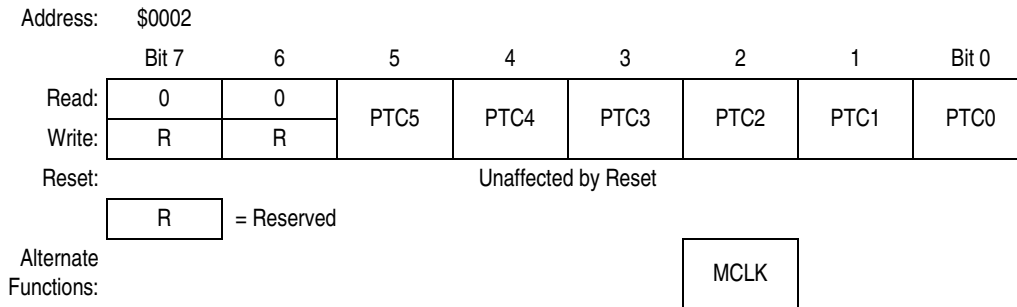 Address: $0002
Bit 7 6 5 4 3 2 1 Bit 0
Read: 0 0 PTC5 PTC4 PTC3 PTC2 PTC1 PTC0
Write: R R
Reset: Unaffected by Reset
R = Reserved
Alternate
Functions: MCLK